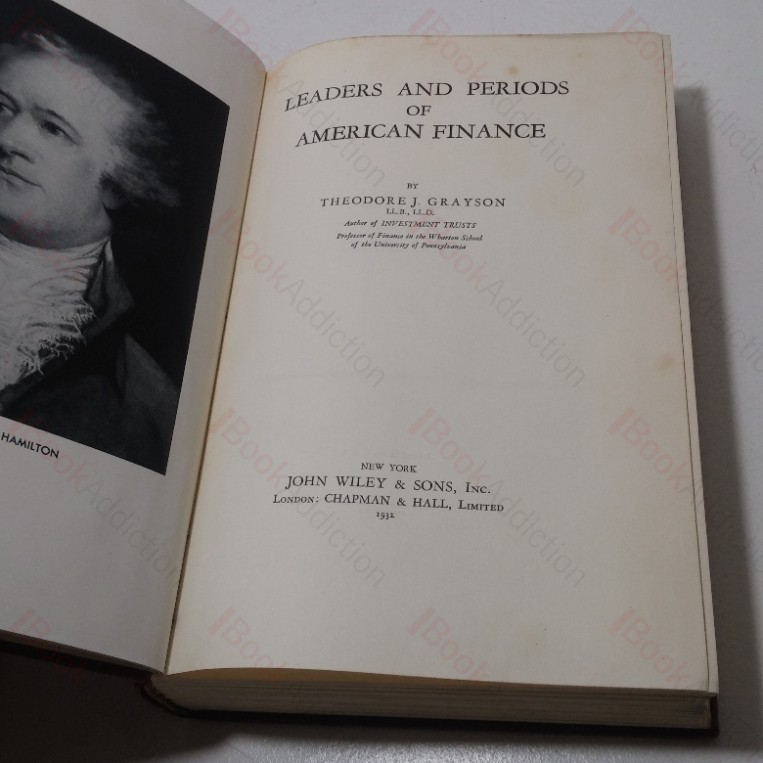 HAMILTON
LEADERS AND PERIODS
OF
AMERICAN FINANCE
BY
THEODORE J. GRAYSON
LL.B., LL.D.
Author of INVESTMENT TRUSTS
Professor of Finance in the Wharton School
of the University of Pennsylvania
NEW YORK
JOHN WILEY & SONS, INC.
LONDON: CHAPMAN & HALL, LIMITED
1932
BookAddiction